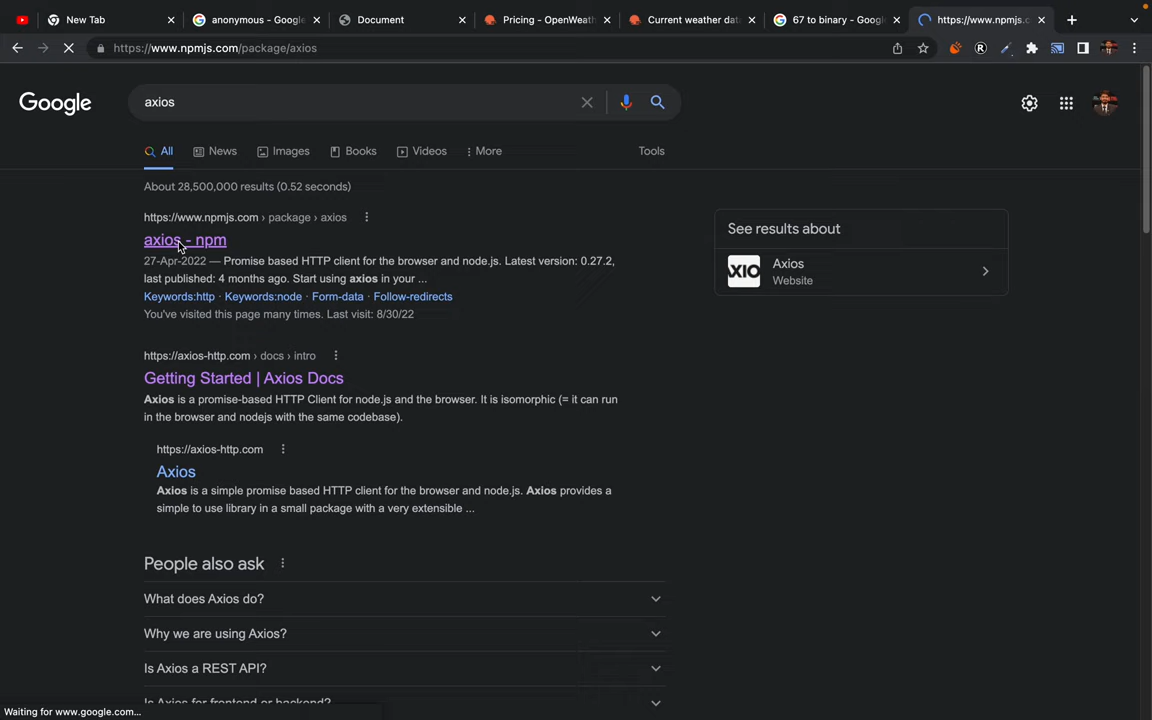 New Tab
anonymous - Google
Document
Pricing - OpenWeath
Current weather data
67 to binary - Google
https://www.npmjs.c
https://www.npmjs.com/package/axios
Google
axios
All
News
Images
Books
Videos
More
Tools
About 28,500,000 results (0.52 seconds)
https://www.npmjs.com › package › axios
axios - npm
27-Apr-2022 — Promise based HTTP client for the browser and node.js. Latest version: 0.27.2,
last published: 4 months ago. Start using axios in your ...
Keywords:http · Keywords:node · Form-data · Follow-redirects
You've visited this page many times. Last visit: 8/30/22
See results about
XIO
Axios
Website
https://axios-http.com › docs › intro
Getting Started | Axios Docs
Axios is a promise-based HTTP Client for node.js and the browser. It is isomorphic (= it can run
in the browser and nodejs with the same codebase).
https://axios-http.com
Axios
Axios is a simple promise based HTTP client for the browser and node.js. Axios provides a
simple to use library in a small package with a very extensible ...
People also ask
What does Axios do?
Why we are using Axios?
Is Axios a REST API?
Is Axios for frontend or backend?
Waiting for www.google.com...